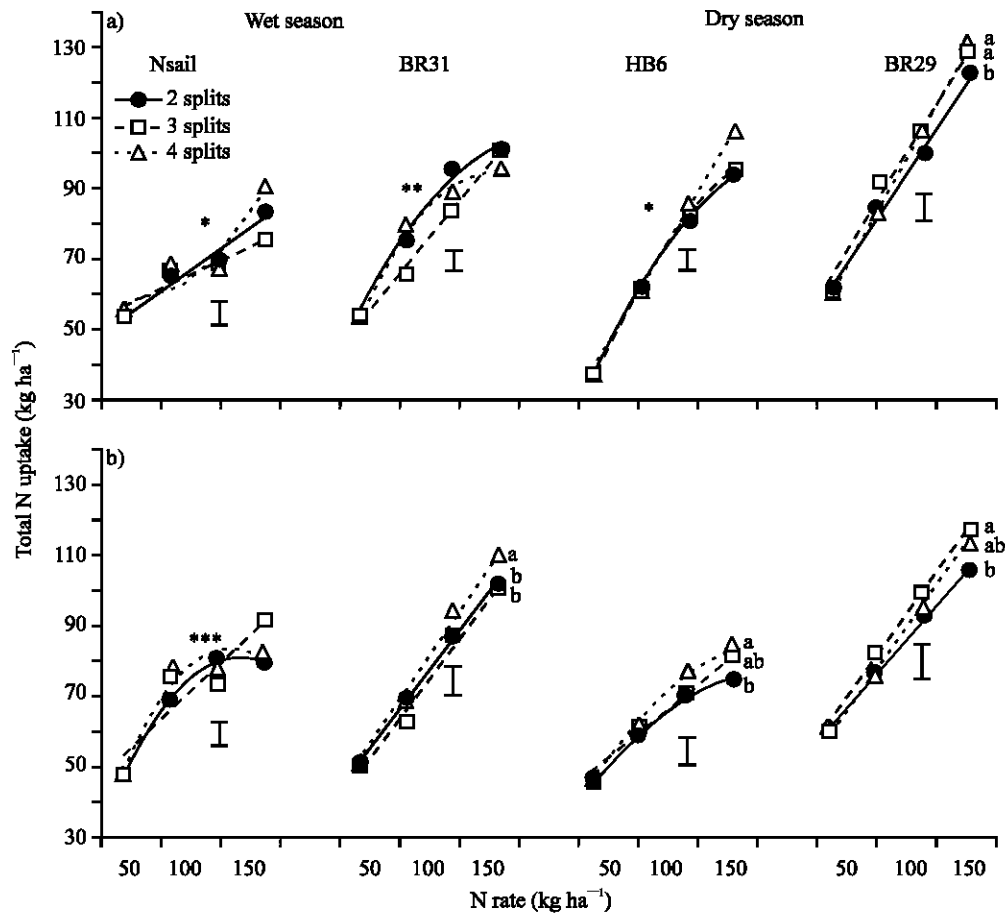 a)
Wet season
Dry season
Nsail
BR31
HB6
BR29
2 splits
3 splits
4 splits
130
110
90
70
50
30
*
**
*
a
a
b
Total N uptake (kg ha⁻¹)
b)
130
110
90
70
50
30
***
a
b
b
a
ab
b
a
ab
b
50 100 150 50 100 150 50 100 150 50 100 150
N rate (kg ha⁻¹)